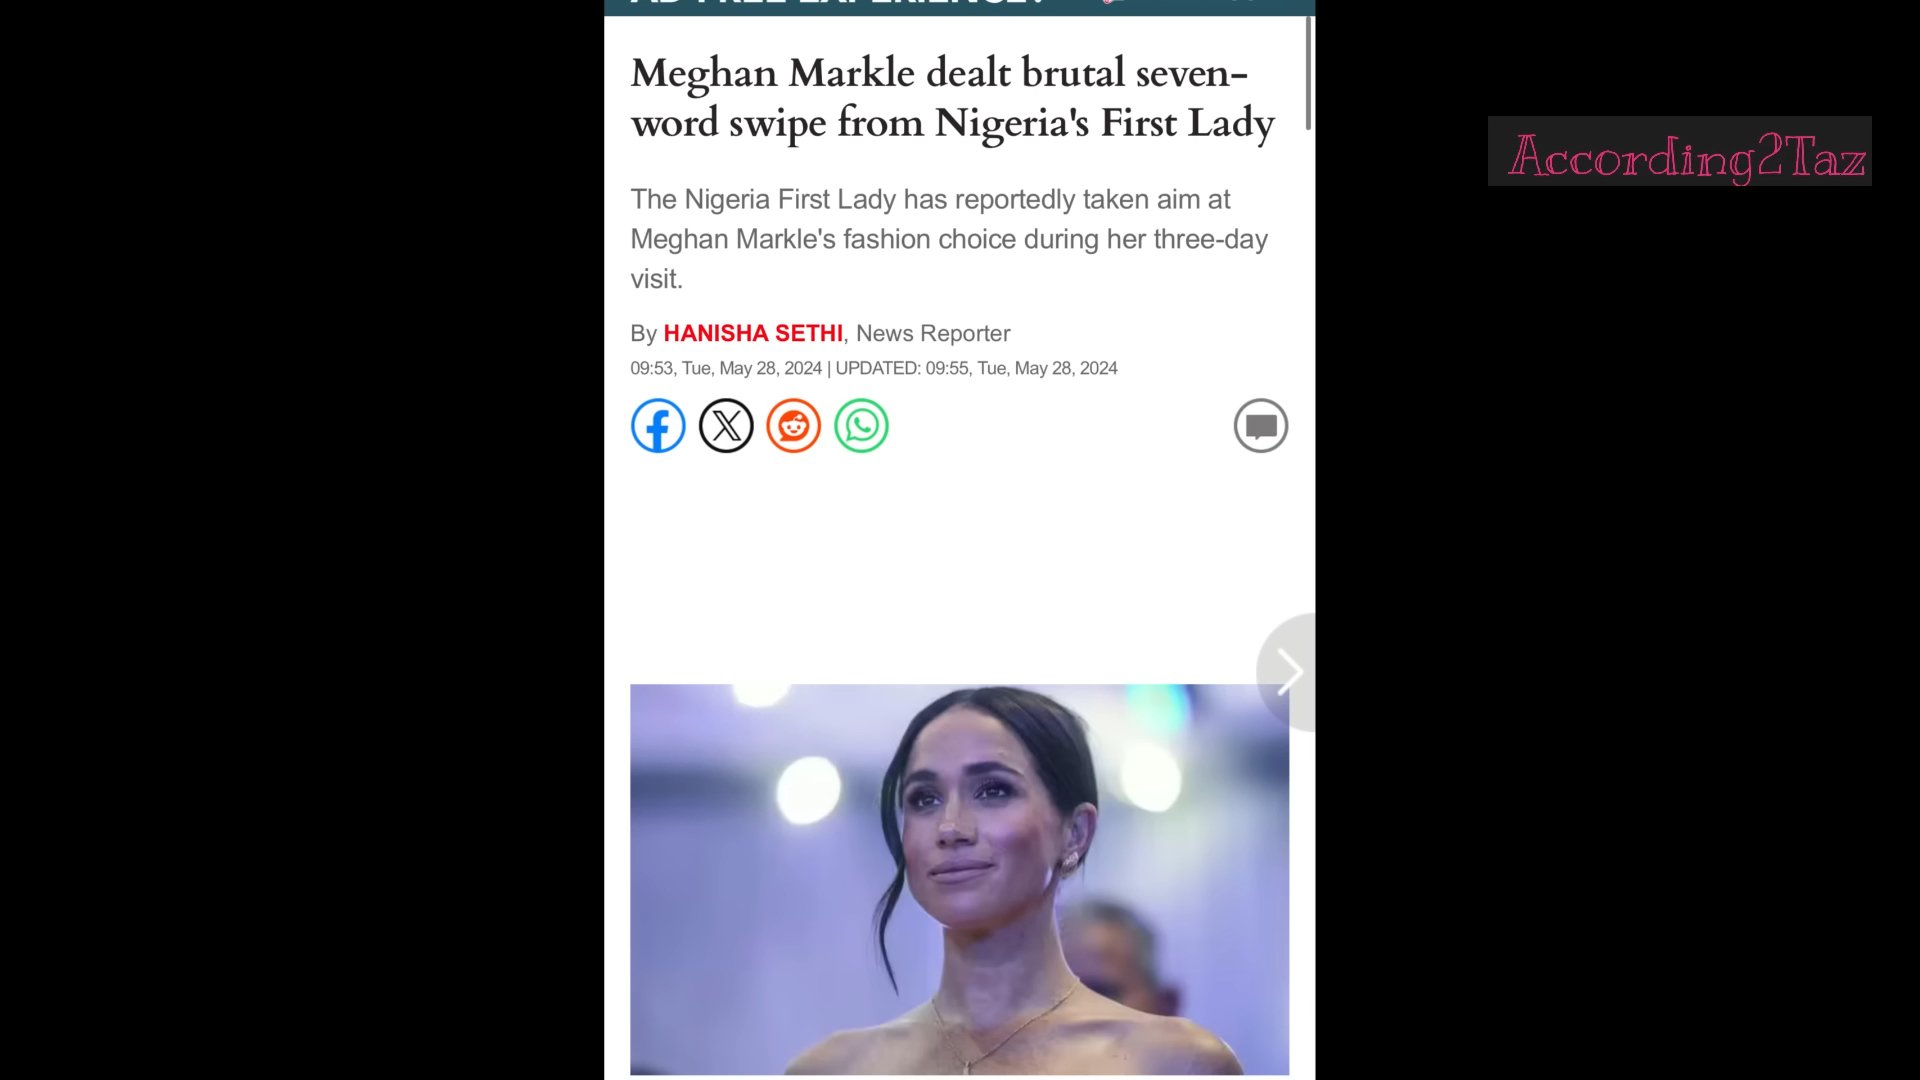 Meghan Markle dealt brutal seven-
word swipe from Nigeria's First Lady
According2Taz
The Nigeria First Lady has reportedly taken aim at
Meghan Markle's fashion choice during her three-day
visit.
By HANISHA SETHI, News Reporter
09:53, Tue, May 28, 2024 | UPDATED: 09:55, Tue, May 28, 2024